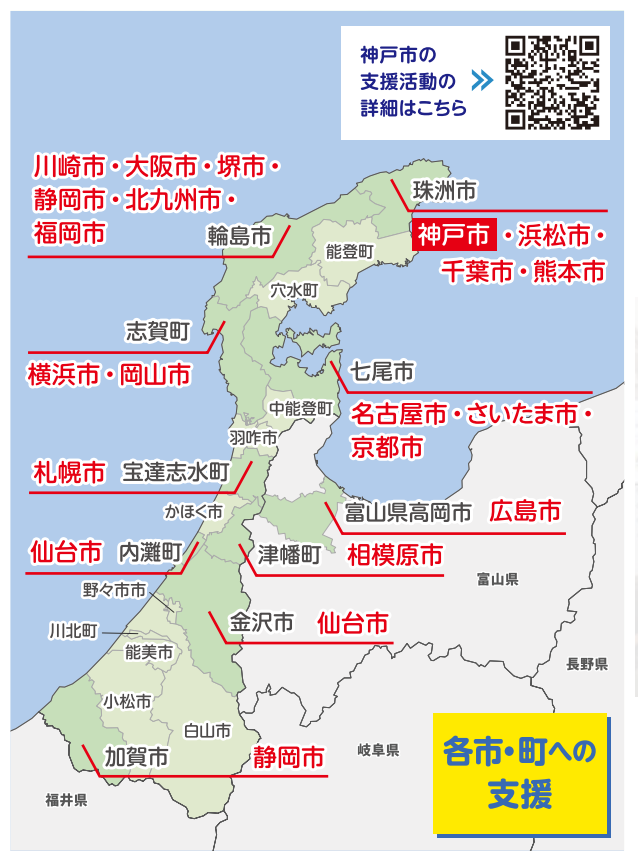 神戸市の
支援活動の
詳細はこちら
川崎市・大阪市・堺市・
静岡市・北九州市・
福岡市
輪島市
珠洲市
神戸市・浜松市・
千葉市・熊本市
能登町
穴水町
志賀町
横浜市・岡山市
七尾市
名古屋市・さいたま市・
京都市
中能登町
羽咋市
札幌市 宝達志水町
かほく市
富山県高岡市 広島市
仙台市 内灘町
津幡町 相模原市
富山県
野々市市
金沢市 仙台市
川北町
能美市
長野県
小松市
白山市
加賀市 静岡市
岐阜県
福井県
各市・町への
支援